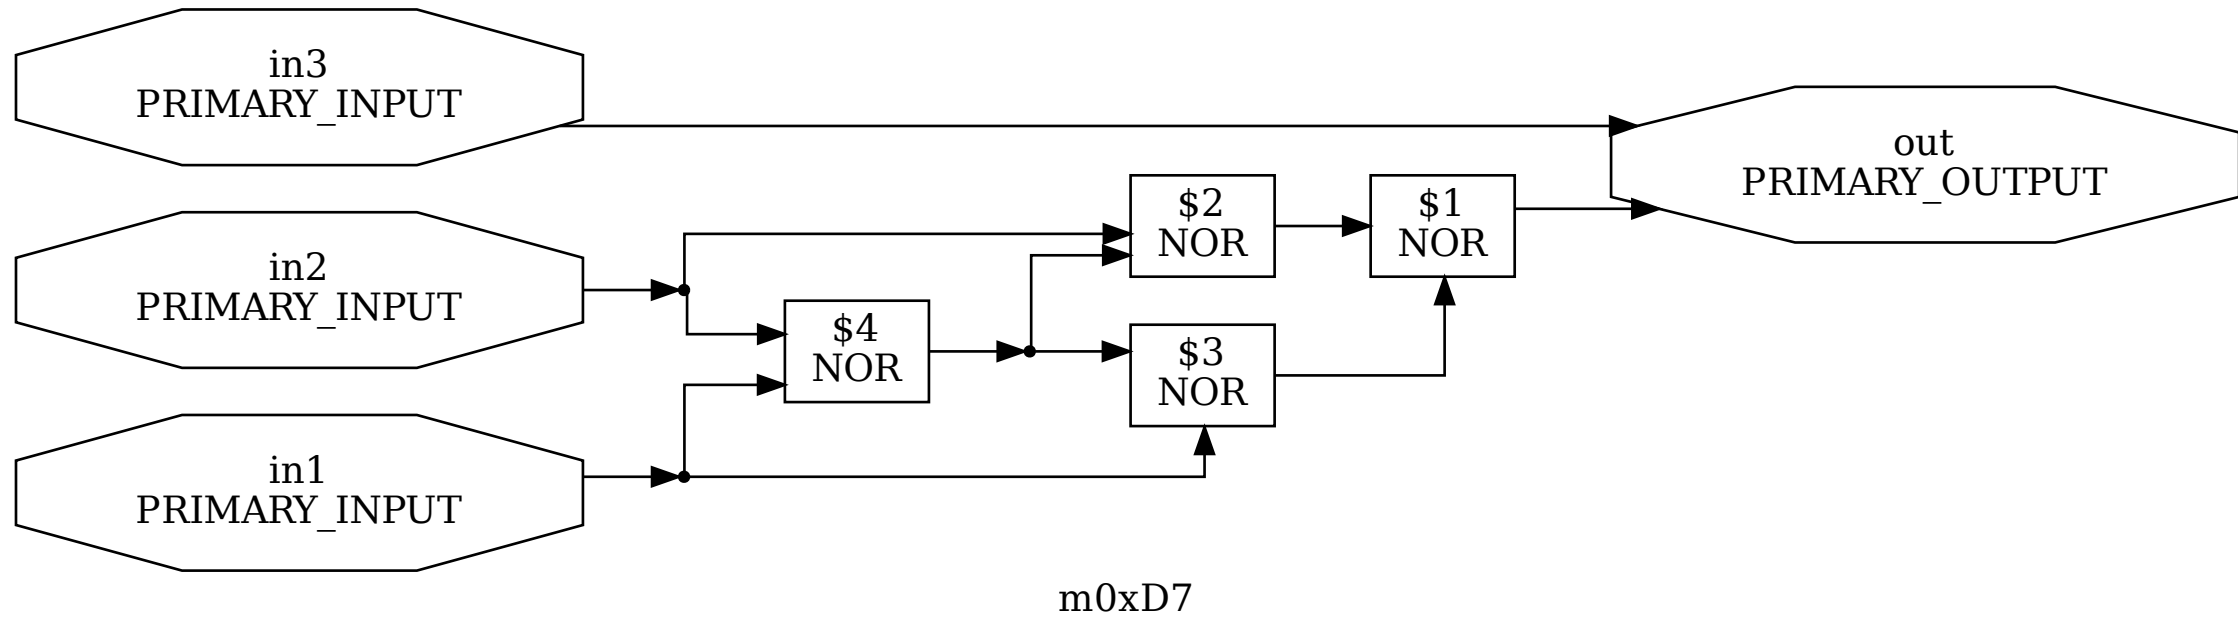 in3
PRIMARY_INPUT
out
PRIMARY_OUTPUT
$2
NOR
$1
NOR
in2
PRIMARY_INPUT
$4
NOR
$3
NOR
in1
PRIMARY_INPUT
m0xD7